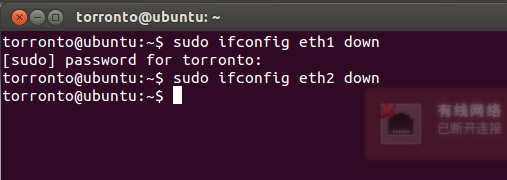 torronto@ubuntu: ~
torronto@ubuntu:~$ sudo ifconfig eth1 down
[sudo] password for torronto:
torronto@ubuntu:~$ sudo ifconfig eth2 down
torronto@ubuntu:~$
有线网络
已断开连接